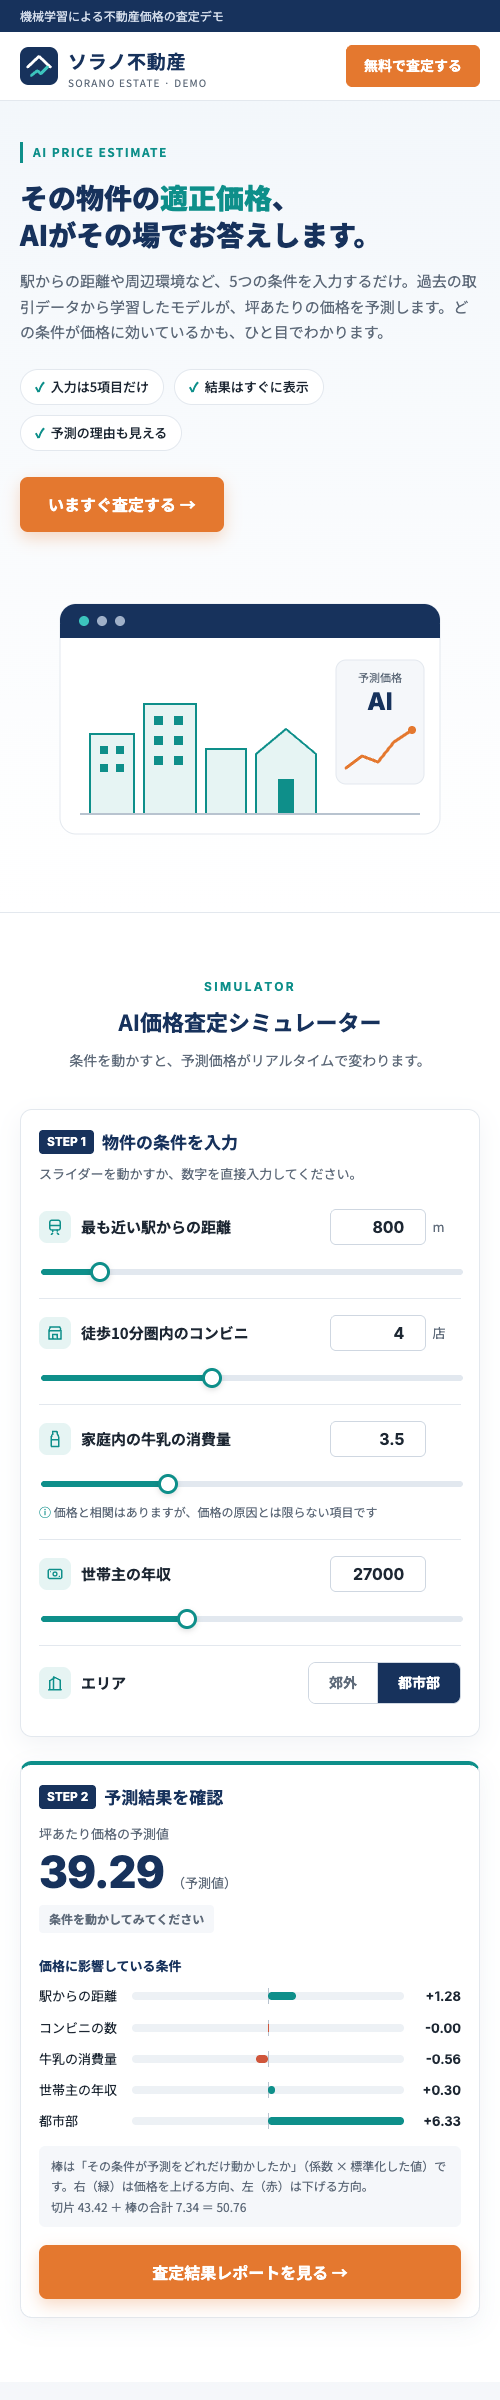 機械学習による不動産価格の査定デモ
ソラノ不動産
SORANO ESTATE · DEMO
無料で査定する
AI PRICE ESTIMATE
その物件の適正価格、
AIがその場でお答えします。
駅からの距離や周辺環境など、5つの条件を入力するだけ。過去の取
引データから学習したモデルが、坪あたりの価格を予測します。ど
の条件が価格に効いているかも、ひと目でわかります。
✓ 入力は5項目だけ
✓ 結果はすぐに表示
✓ 予測の理由も見える
いますぐ査定する →
予測価格
AI
SIMULATOR
AI価格査定シミュレーター
条件を動かすと、予測価格がリアルタイムで変わります。
STEP 1 物件の条件を入力
スライダーを動かすか、数字を直接入力してください。
最も近い駅からの距離 800 m
徒歩10分圏内のコンビニ 4 店
家庭内の牛乳の消費量 3.5
ⓘ 価格と相関はありますが、価格の原因とは限らない項目です
世帯主の年収 27000
エリア 郊外 都市部
STEP 2 予測結果を確認
坪あたり価格の予測値
39.29 （予測値）
条件を動かしてみてください
価格に影響している条件
駅からの距離 +1.28
コンビニの数 -0.00
牛乳の消費量 -0.56
世帯主の年収 +0.30
都市部 +6.33
棒は「その条件が予測をどれだけ動かしたか」（係数 × 標準化した値）で
す。右（緑）は価格を上げる方向、左（赤）は下げる方向。
切片 43.42 ＋ 棒の合計 7.34 ＝ 50.76
査定結果レポートを見る →